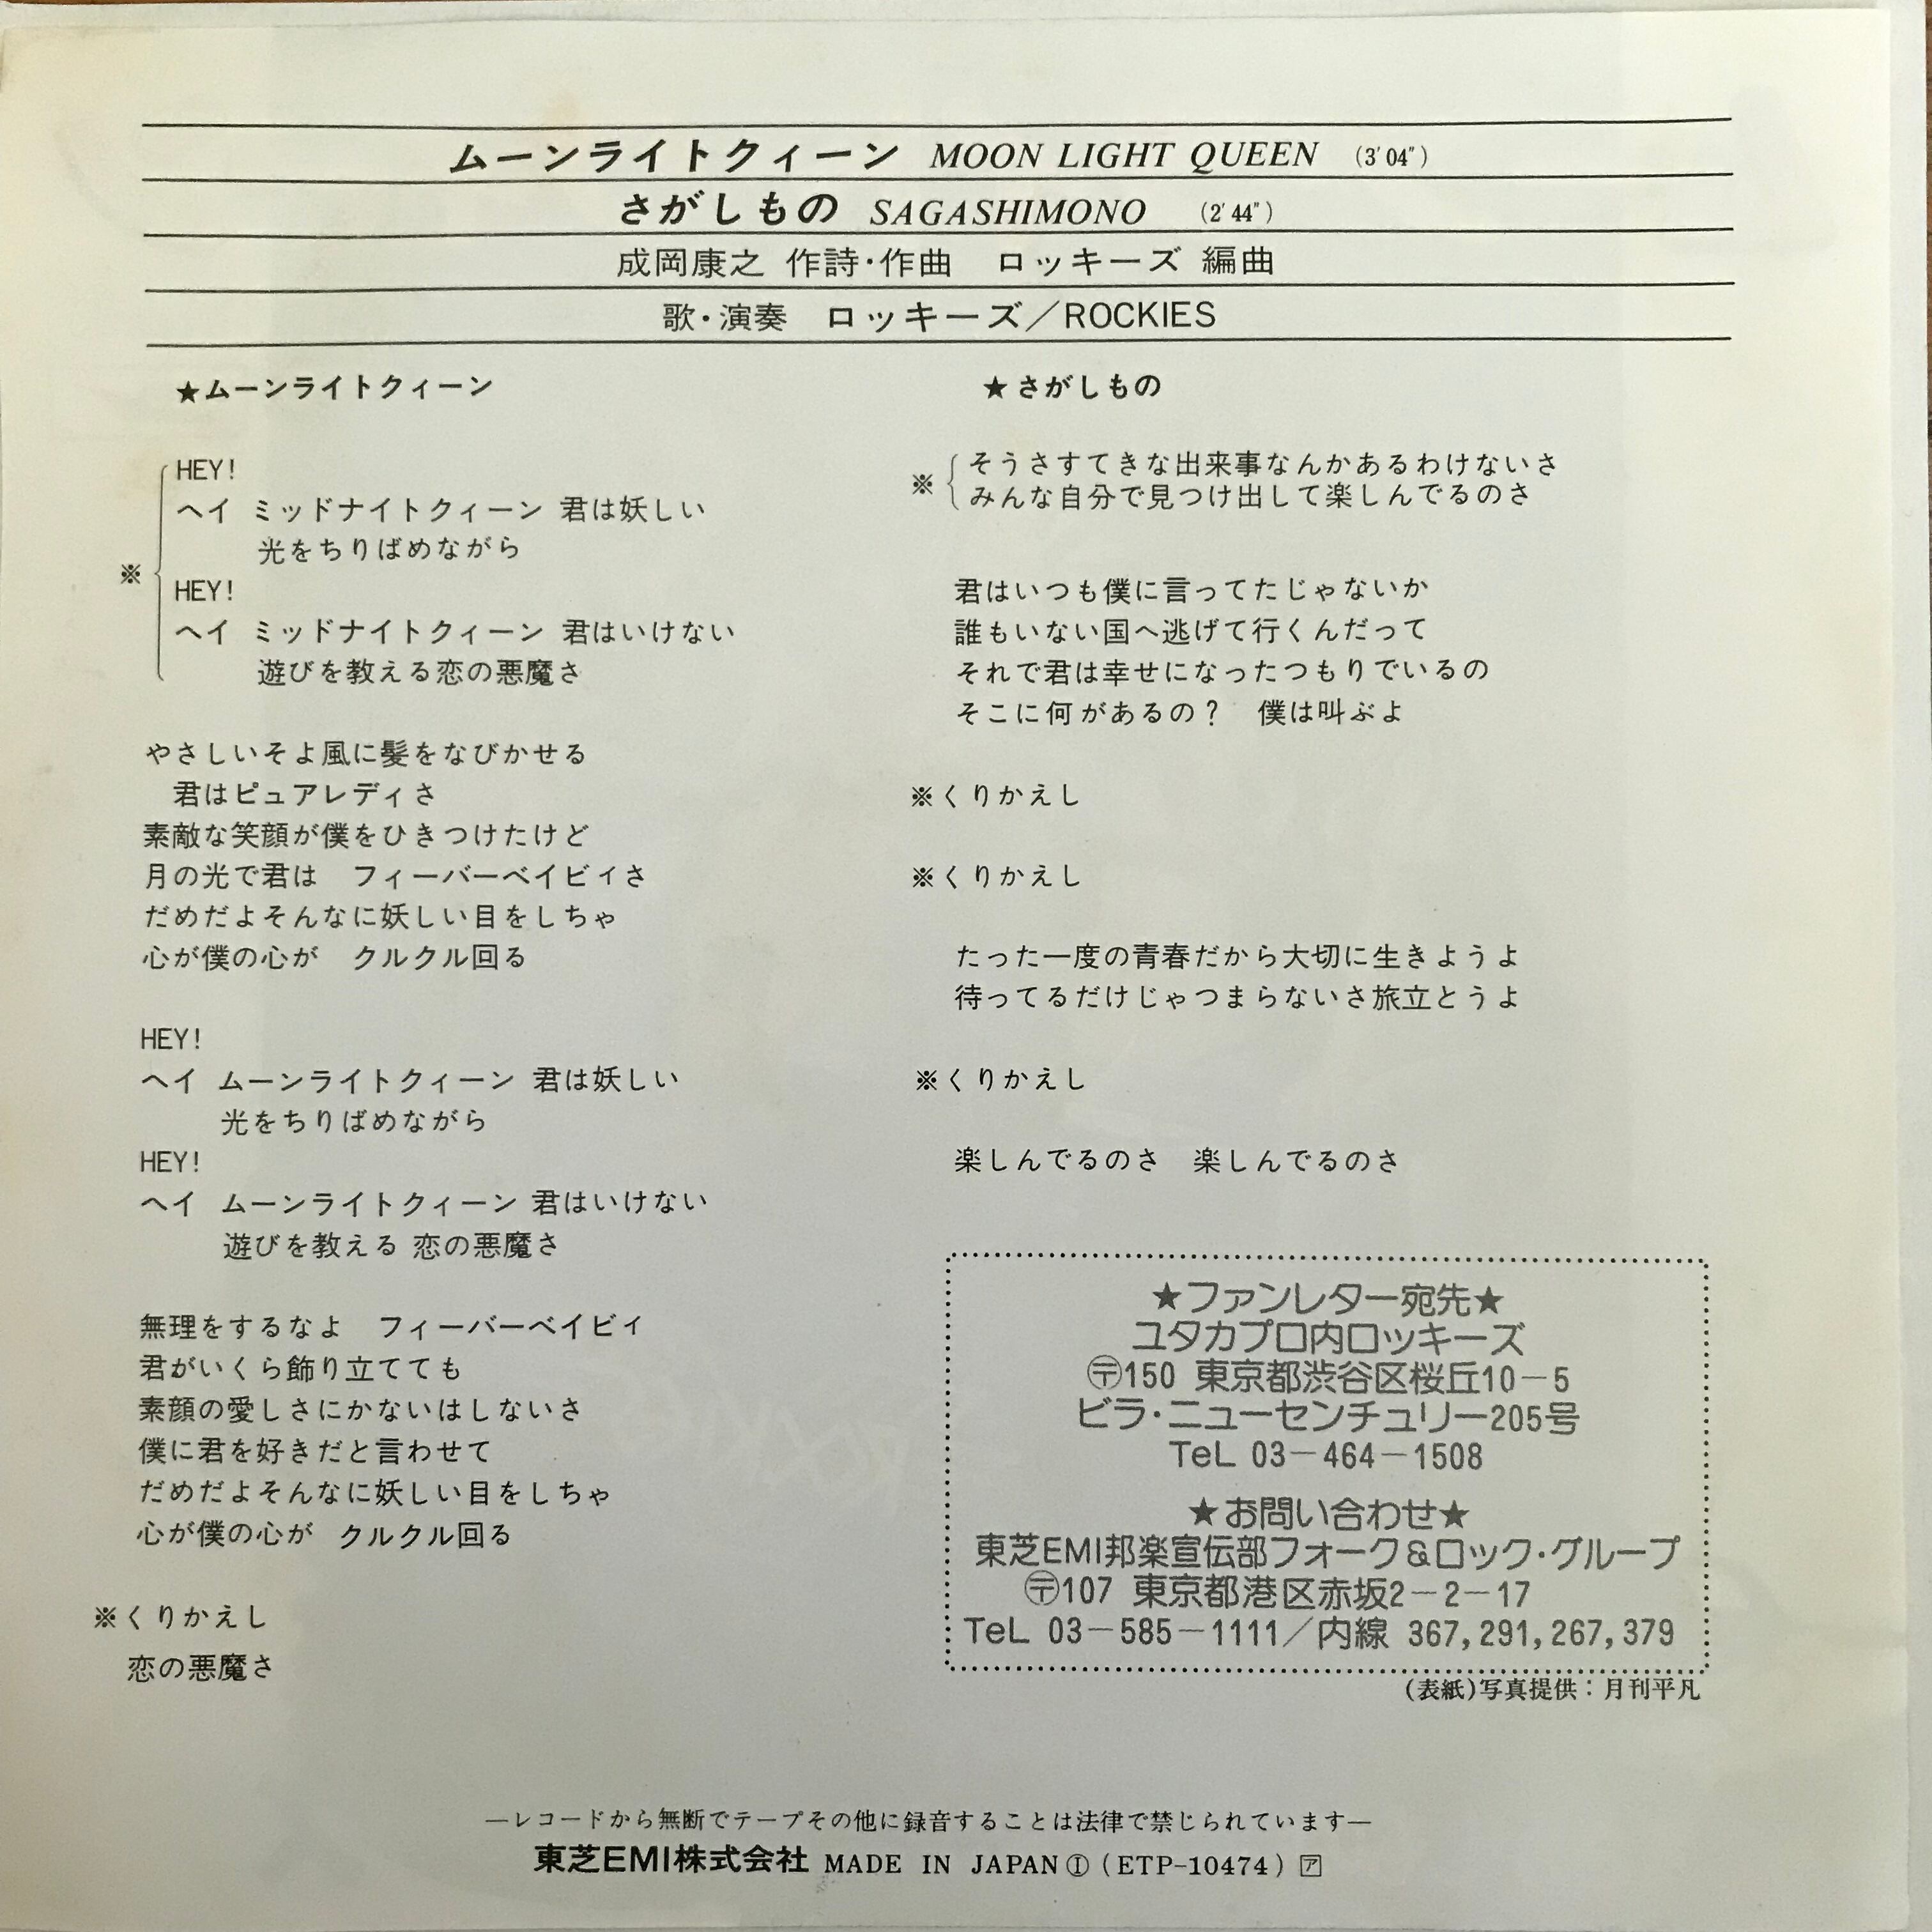 ムーンライトクィーン MOON LIGHT QUEEN (3′04″)
さがしもの SAGASHIMONO (2′44″)
成岡康之 作詩・作曲 ロッキーズ 編曲
歌・演奏 ロッキーズ／ROCKIES
★ムーンライトクィーン
※
HEY!
ヘイ ミッドナイトクィーン 君は妖しい
光をちりばめながら
HEY!
ヘイ ミッドナイトクィーン 君はいけない
遊びを教える恋の悪魔さ
やさしいそよ風に髪をなびかせる
君はピュアレディさ
素敵な笑顔が僕をひきつけたけど
月の光で君は フィーバーベイビィさ
だめだよそんなに妖しい目をしちゃ
心が僕の心が クルクル回る
HEY!
ヘイ ムーンライトクィーン 君は妖しい
光をちりばめながら
HEY!
ヘイ ムーンライトクィーン 君はいけない
遊びを教える 恋の悪魔さ
無理をするなよ フィーバーベイビィ
君がいくら飾り立てても
素顔の愛しさにかないはしないさ
僕に君を好きだと言わせて
だめだよそんなに妖しい目をしちゃ
心が僕の心が クルクル回る
※くりかえし
恋の悪魔さ
★さがしもの
※
そうさすてきな出来事なんかあるわけないさ
みんな自分で見つけ出して楽しんでるのさ
君はいつも僕に言ってたじゃないか
誰もいない国へ逃げて行くんだって
それで君は幸せになったつもりでいるの
そこに何があるの？ 僕は叫ぶよ
※くりかえし
※くりかえし
たった一度の青春だから大切に生きようよ
待ってるだけじゃつまらないさ旅立とうよ
※くりかえし
楽しんでるのさ 楽しんでるのさ
★ファンレター宛先★
ユタカプロ内ロッキーズ
〒150 東京都渋谷区桜丘10－5
ビラ・ニューセンチュリー205号
TeL 03－464－1508
★お問い合わせ★
東芝EMI邦楽宣伝部フォーク&ロック・グループ
〒107 東京都港区赤坂2－2－17
TeL 03－585－1111／内線 367,291,267,379
(表紙)写真提供：月刊平凡
—レコードから無断でテープその他に録音することは法律で禁じられています—
東芝EMI株式会社 MADE IN JAPAN Ⓘ (ETP-10474) ア